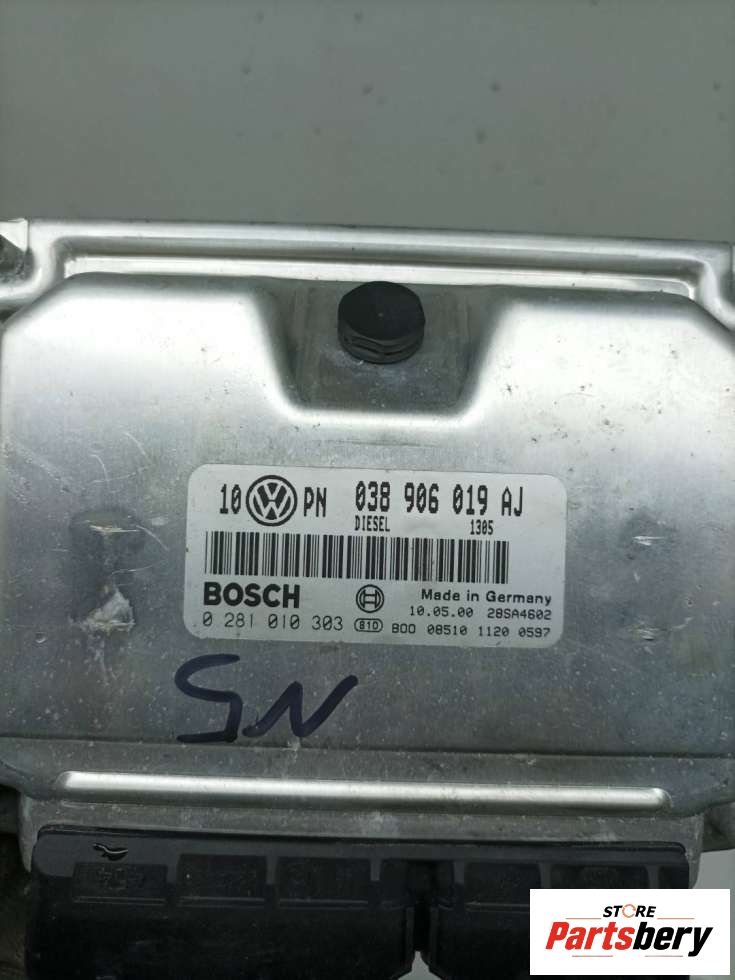 10 PN 038 906 019 AJ
DIESEL 1305
BOSCH Made in Germany
10.05.00 28SA4602
0 281 010 303 810 B00 08510 1120 0597
SN
STORE
Partsbery